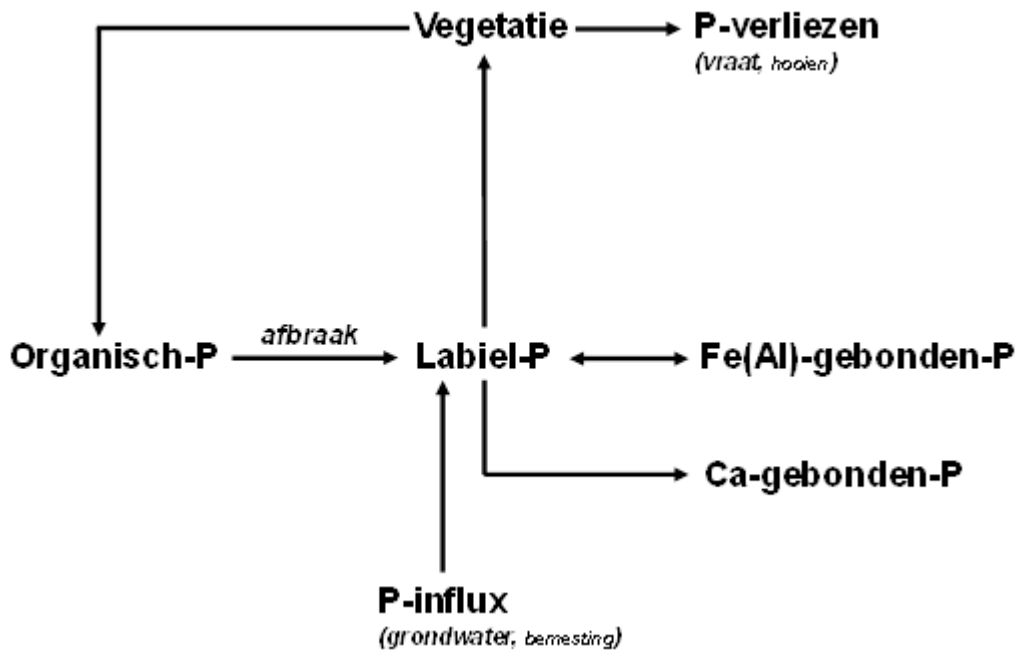 Vegetatie
P-verliezen
(vraat, hooien)
Organisch-P
afbraak
Labiel-P
Fe(Al)-gebonden-P
Ca-gebonden-P
P-influx
(grondwater, bemesting)